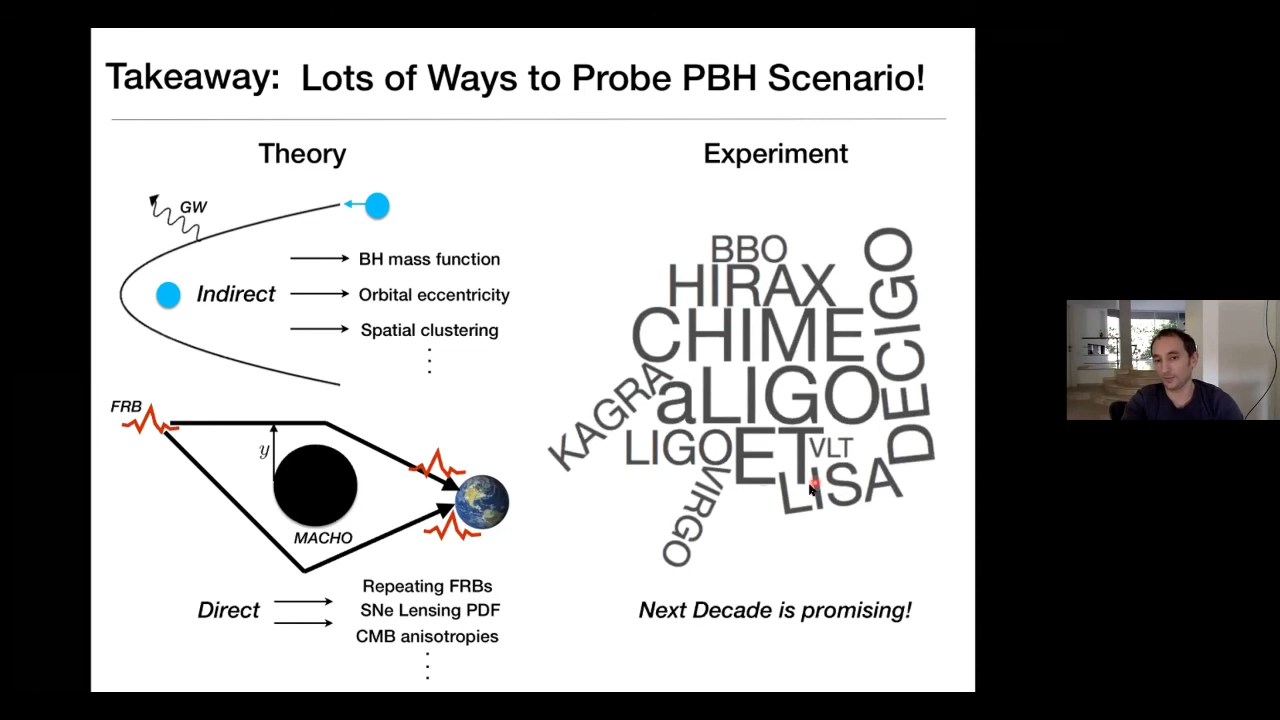 Takeaway: Lots of Ways to Probe PBH Scenario!
Theory
GW
BH mass function
Indirect
Orbital eccentricity
Spatial clustering
FRB
y
MACHO
Direct
Repeating FRBs
SNe Lensing PDF
CMB anisotropies
Experiment
BBO
HIRAX
DECIGO
CHIME
KAGRA
aLIGO
LIGO
ET
VLT
LISA
VIRGO
Next Decade is promising!